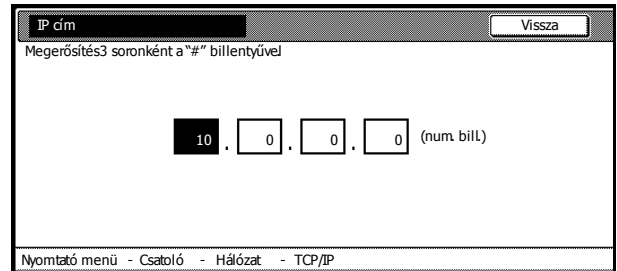 IP cím Vissza
Megerősítés3 soronként a “#” billentyűvel
10 . 0 . 0 . 0 (num. bill.)
Nyomtató menü - Csatoló - Hálózat - TCP/IP